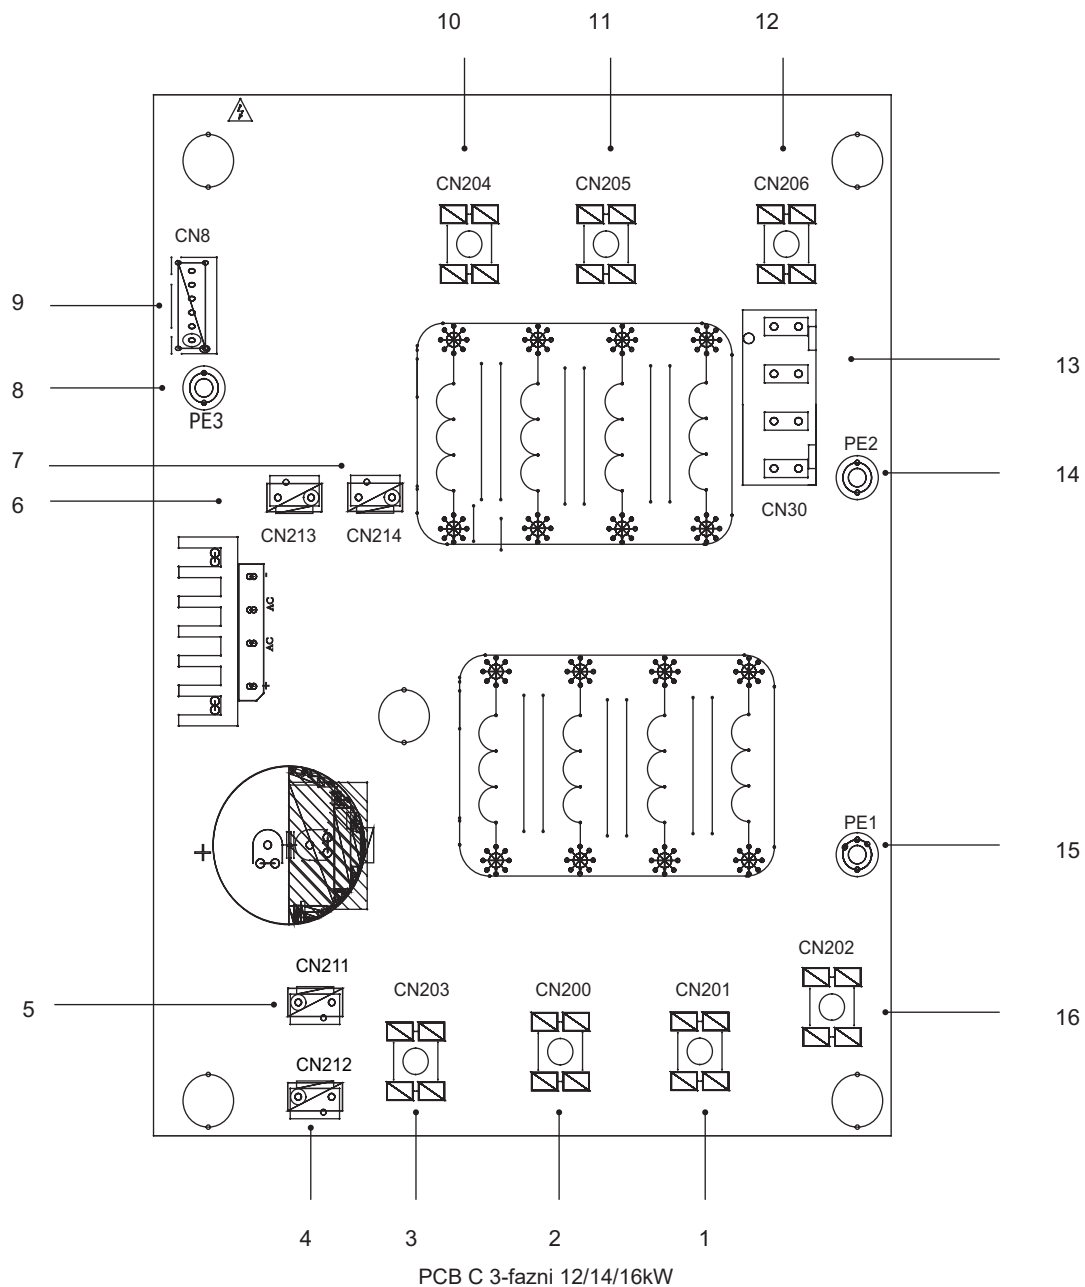 10
11
12
CN204
CN205
CN206
CN8
9
13
8
PE3
PE2
7
14
6
CN213
CN214
CN30
-
AC
AC
+
+
PE1
15
CN202
CN211
CN203
CN200
CN201
5
16
CN212
4
3
2
1
PCB C 3-fazni 12/14/16kW